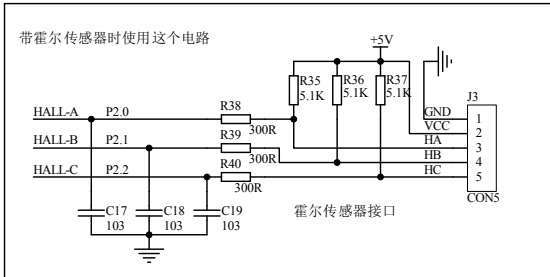 带霍尔传感器时使用这个电路
+5V
R35
5.1K
R36
5.1K
R37
5.1K
J3
HALL-A P2.0
R38
300R
GND 1
VCC 2
HALL-B P2.1
R39
300R
HA 3
HB 4
HALL-C P2.2
R40
300R
HC 5
CON5
C17
103
C18
103
C19
103
霍尔传感器接口